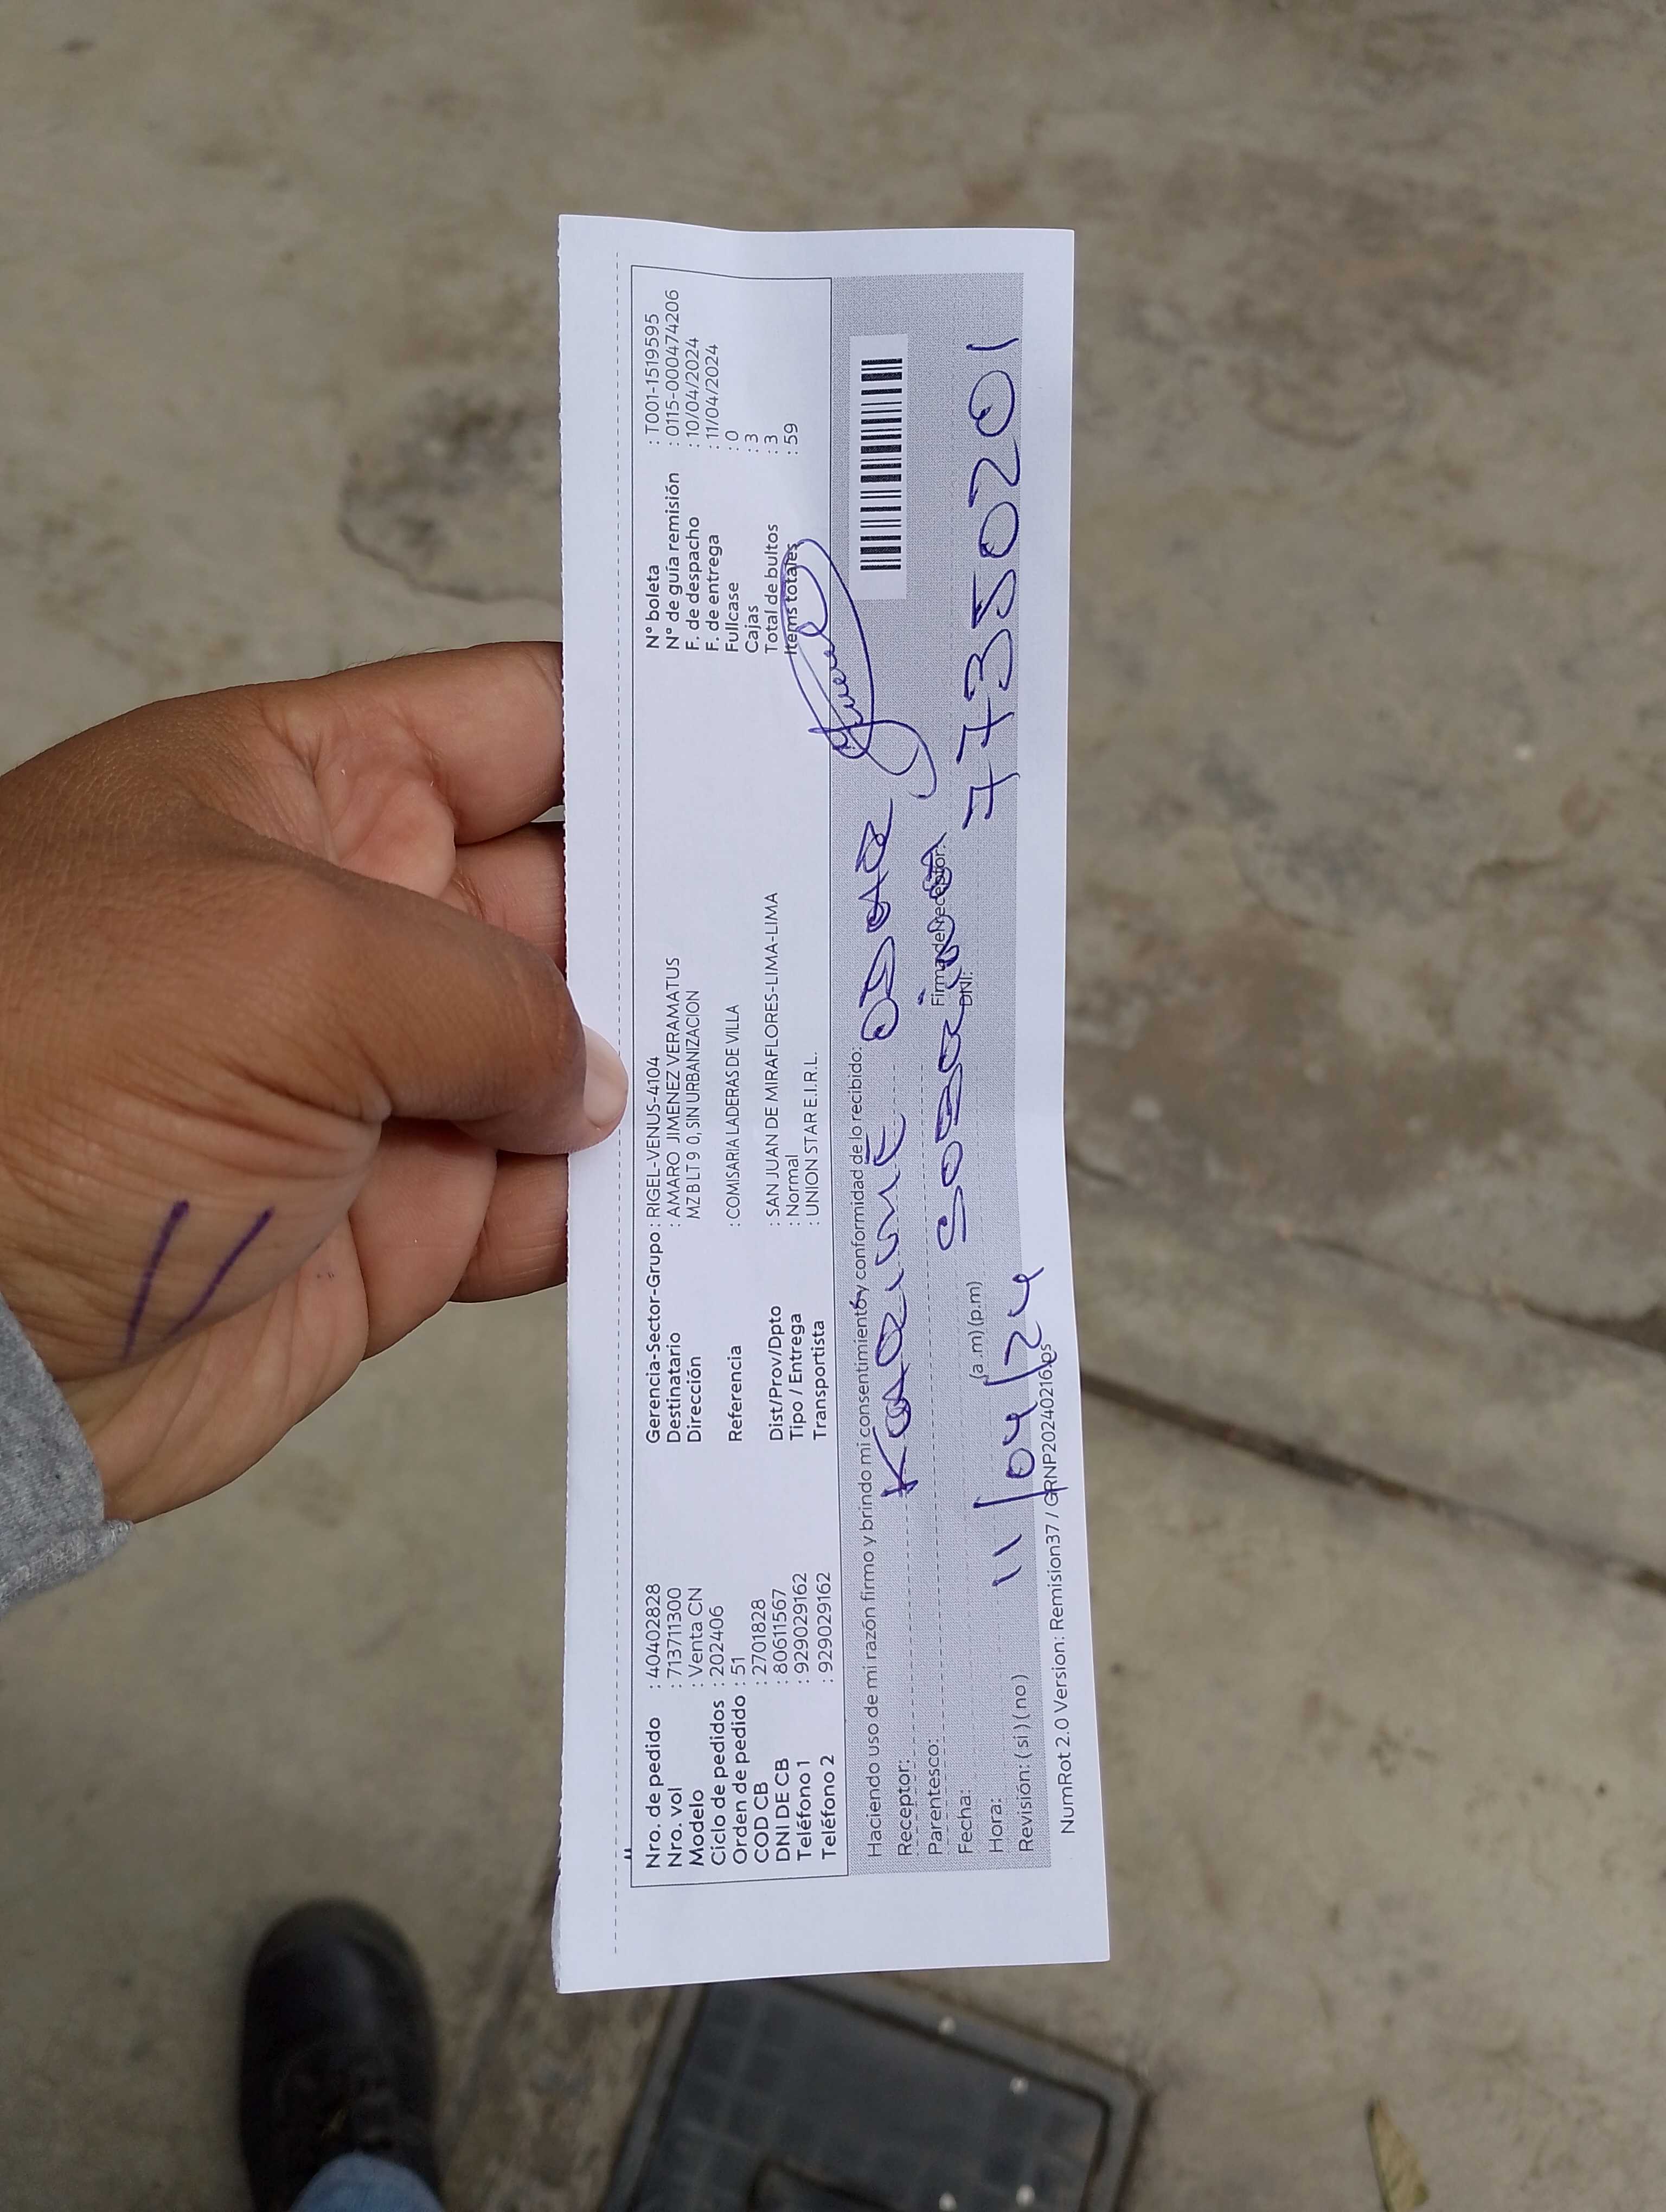 Nro. de pedido : 40402828
Nro. vol : 713711300
Modelo : Venta CN
Ciclo de pedidos : 202406
Orden de pedido : 51
COD CB : 2701828
DNI DE CB : 80611567
Teléfono 1 : 929029162
Teléfono 2 : 929029162
Gerencia-Sector-Grupo : RIGEL-VENUS-4104
Destinatario : AMARO JIMENEZ VERAMATUS
Dirección MZ B LT 9 0, SIN URBANIZACION
Referencia : COMISARIA LADERAS DE VILLA
Dist/Prov/Dpto : SAN JUAN DE MIRAFLORES-LIMA-LIMA
Tipo / Entrega : Normal
Transportista : UNION STAR E.I.R.L.
N° boleta : T001-1519595
N° de guía remisión : 0115-0000474206
F. de despacho : 10/04/2024
F. de entrega : 11/04/2024
Fullcase : 0
Cajas : 3
Total de bultos : 3
Items totales : 59
Haciendo uso de mi razón firmo y brindo mi consentimiento y conformidad de lo recibido:
Receptor:
Parentesco: Sobrina
Fecha: 11/04/24
Hora: (a.m) (p.m)
Revisión: ( si ) ( no )
Firma del Receptor:
DNI: 773550201
NumRot 2.0 Version: Remision37 / GRNP20240216.05